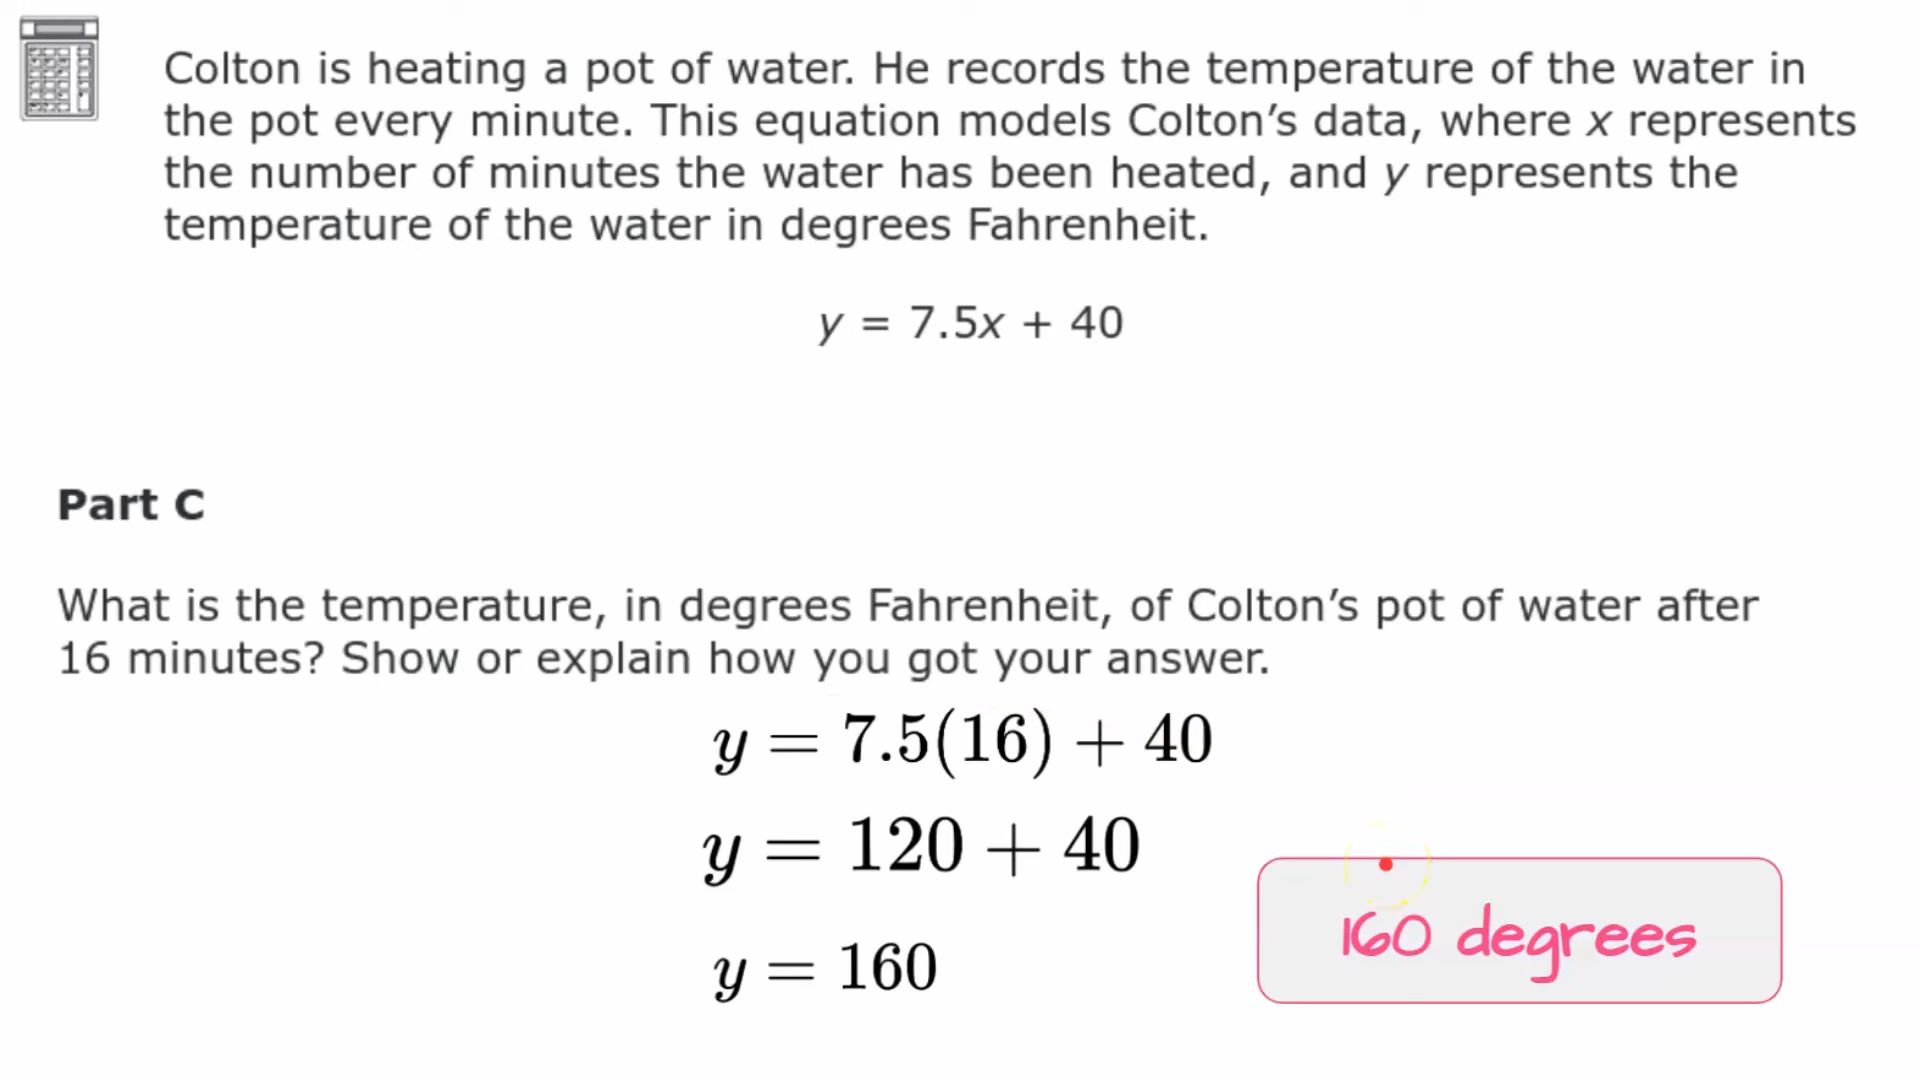 Colton is heating a pot of water. He records the temperature of the water in
the pot every minute. This equation models Colton’s data, where x represents
the number of minutes the water has been heated, and y represents the
temperature of the water in degrees Fahrenheit.
y = 7.5x + 40
Part C
What is the temperature, in degrees Fahrenheit, of Colton’s pot of water after
16 minutes? Show or explain how you got your answer.
y = 7.5(16) + 40
y = 120 + 40
y = 160
160 degrees